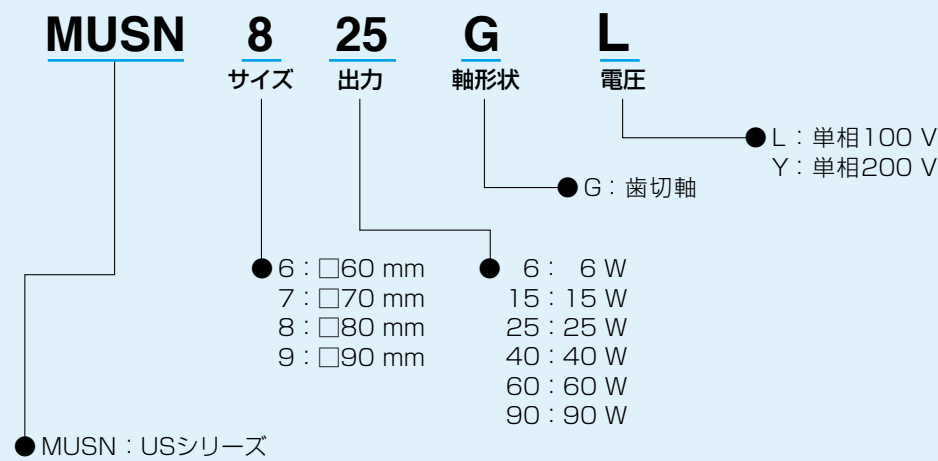 MUSN 8 25 G L
サイズ 出力 軸形状 電圧
●L：単相100 V
Y：単相200 V
●G：歯切軸
●6：□60 mm
7：□70 mm
8：□80 mm
9：□90 mm
●6： 6 W
15：15 W
25：25 W
40：40 W
60：60 W
90：90 W
●MUSN：USシリーズ